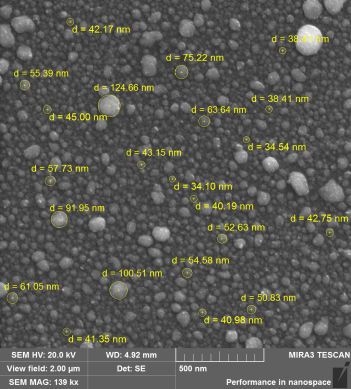 d = 42.17 nm
d = 75.22 nm
d = 55.39 nm
d = 124.66 nm
d = 38.41 nm
d = 63.64 nm
d = 45.00 nm
d = 34.54 nm
d = 43.15 nm
d = 57.73 nm
d = 34.10 nm
d = 40.19 nm
d = 91.95 nm
d = 42.75 nm
d = 52.63 nm
d = 54.58 nm
d = 100.51 nm
d = 61.05 nm
d = 50.83 nm
d = 40.98 nm
d = 41.35 nm
SEM HV: 20.0 kV WD: 4.92 mm MIRA3 TESCAN
View field: 2.00 µm Det: SE 500 nm
SEM MAG: 139 kx Performance in nanospace